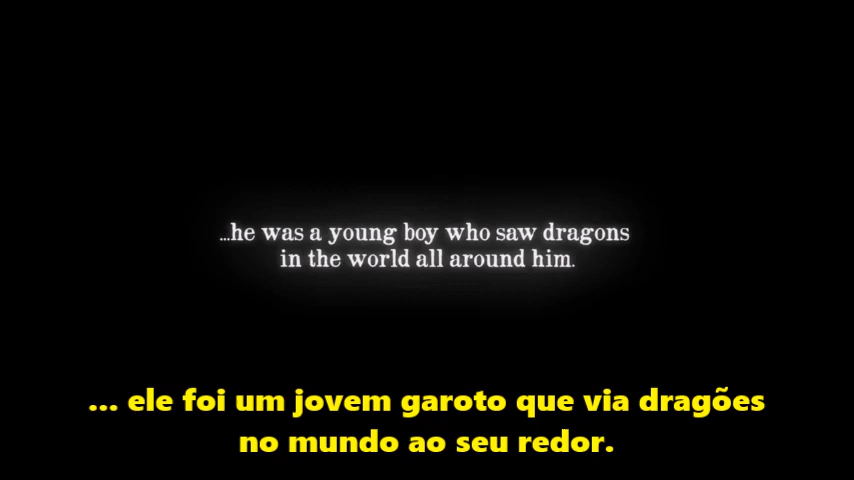 ...he was a young boy who saw dragons
in the world all around him.
... ele foi um jovem garoto que via dragões
no mundo ao seu redor.